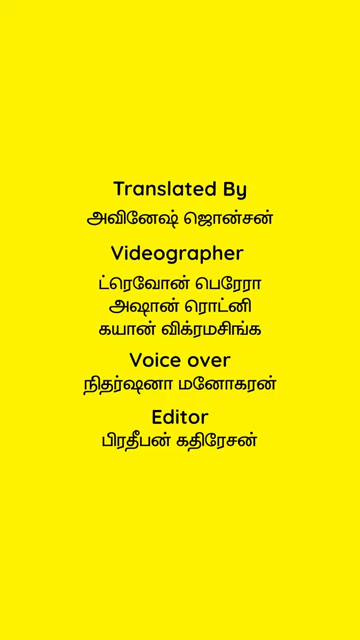 Translated By
அவினேஷ் ஜொன்சன்
Videographer
ட்ரெவோன் பெரேரா
அஷான் ரொட்னி
கயான் விக்ரமசிங்க
Voice over
நிதர்ஷனா மனோகரன்
Editor
பிரதீபன் கதிரேசன்